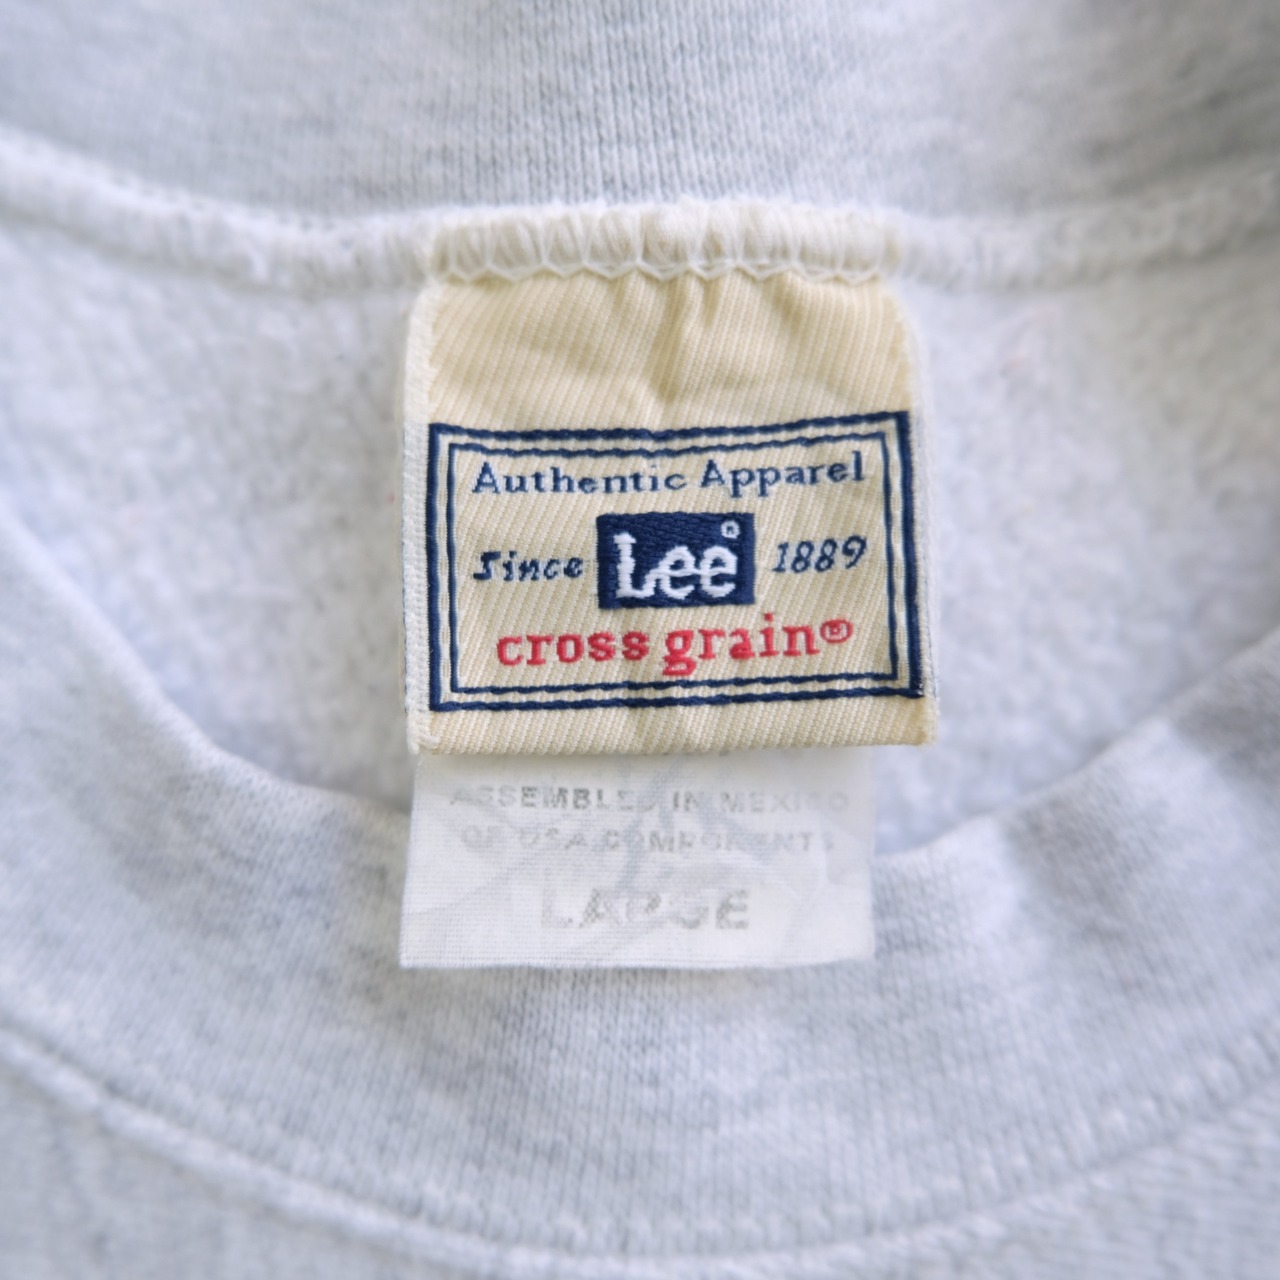 Authentic Apparel
Since Lee® 1889
cross grain®
ASSEMBLED IN MEXICO
OF USA COMPONENTS
LARGE